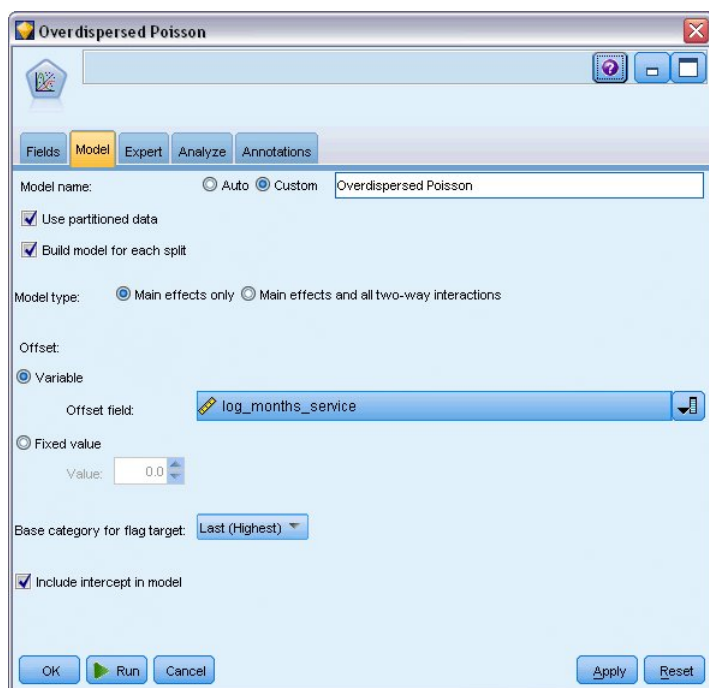 Overdispersed Poisson
Fields Model Expert Analyze Annotations
Model name: Auto Custom Overdispersed Poisson
Use partitioned data
Build model for each split
Model type: Main effects only Main effects and all two-way interactions
Offset:
Variable
Offset field: log_months_service
Fixed value
Value: 0.0
Base category for flag target: Last (Highest)
Include intercept in model
OK Run Cancel Apply Reset